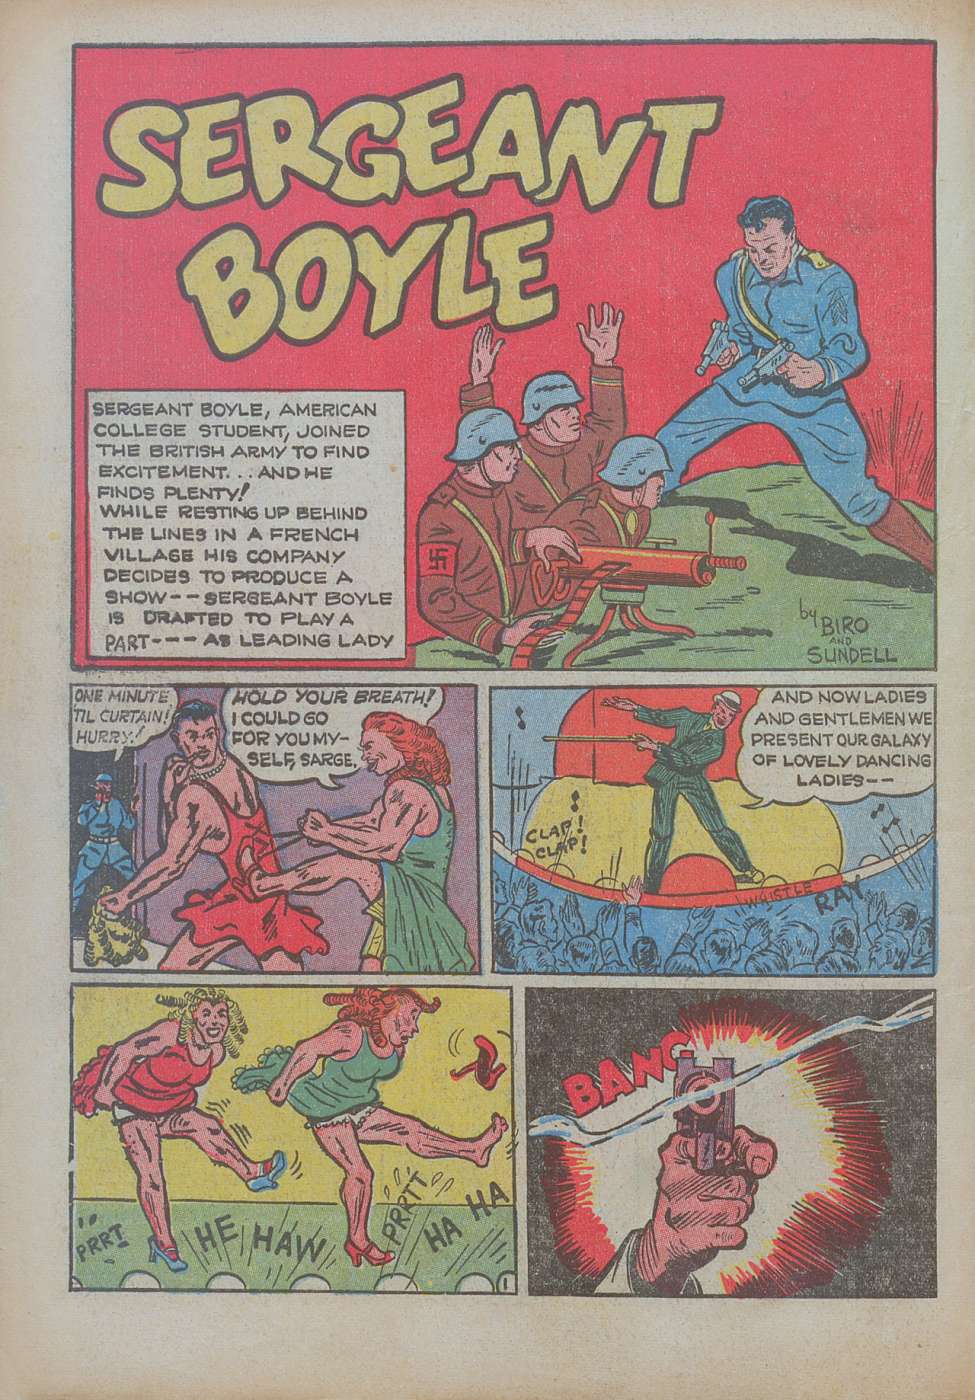 SERGEANT
BOYLE
SERGEANT BOYLE, AMERICAN
COLLEGE STUDENT, JOINED
THE BRITISH ARMY TO FIND
EXCITEMENT... AND HE
FINDS PLENTY!
WHILE RESTING UP BEHIND
THE LINES IN A FRENCH
VILLAGE HIS COMPANY
DECIDES TO PRODUCE A
SHOW--SERGEANT BOYLE
IS DRAFTED TO PLAY A
PART---AS LEADING LADY
by BIRO
AND
SUNDELL
ONE MINUTE
'TIL CURTAIN!
HURRY!
HOLD YOUR BREATH!
I COULD GO
FOR YOU MY-
SELF, SARGE.
AND NOW LADIES
AND GENTLEMEN WE
PRESENT OUR GALAXY
OF LOVELY DANCING
LADIES--
CLAP!
CLAP!
WHISTLE
RAY
PRRT
HE HAW
PRRT'T
HA HA
1
BANG